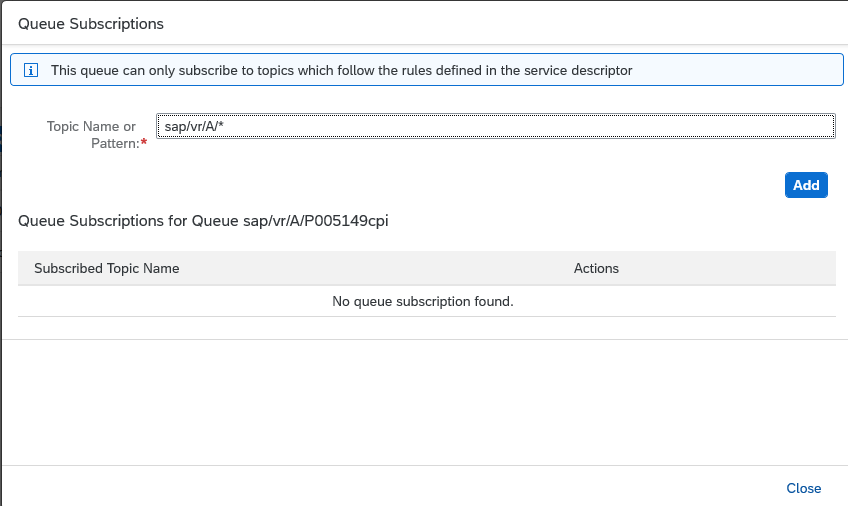 Queue Subscriptions
This queue can only subscribe to topics which follow the rules defined in the service descriptor
Topic Name or
Pattern:*
sap/vr/A/*
Add
Queue Subscriptions for Queue sap/vr/A/P005149cpi
Subscribed Topic Name Actions
No queue subscription found.
Close